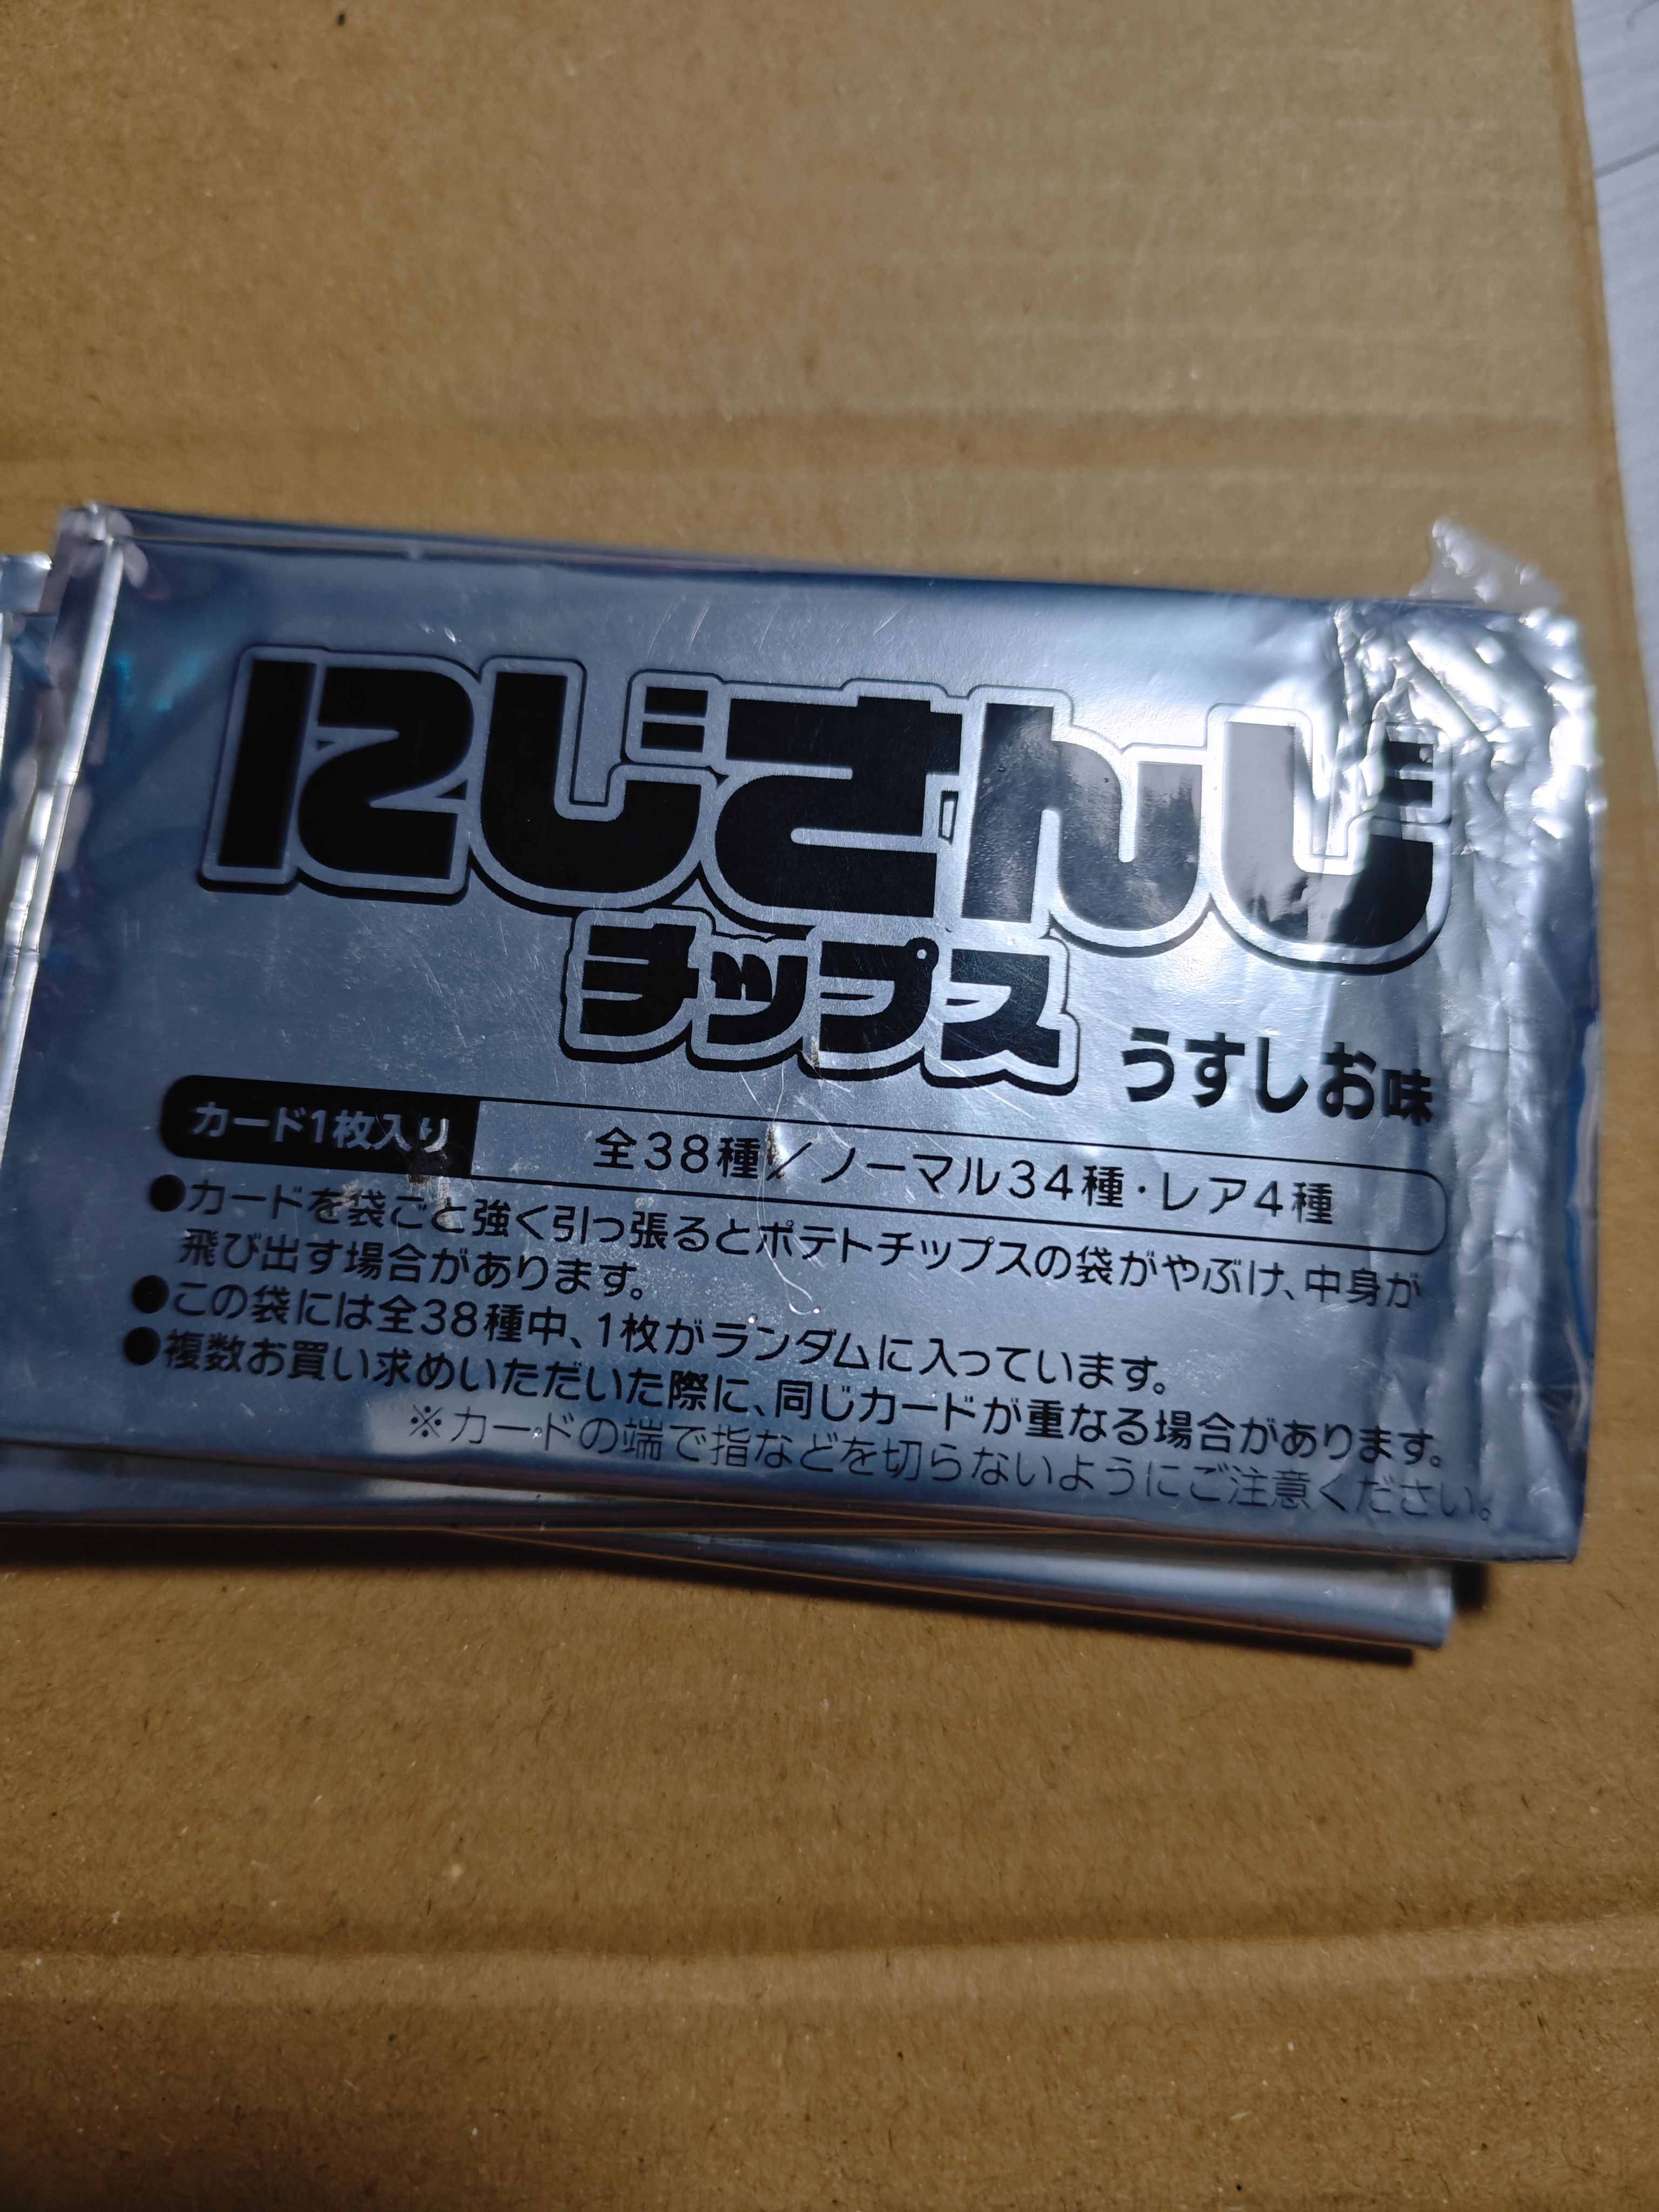 にじさんじ
チップス
うすしお味
カード1枚入り
全38種／ノーマル34種・レア4種
●カードを袋ごと強く引っ張るとポテトチップスの袋がやぶけ、中身が
飛び出す場合があります。
●この袋には全38種中、1枚がランダムに入っています。
●複数お買い求めいただいた際に、同じカードが重なる場合があります。
※カードの端で指などを切らないようにご注意ください。